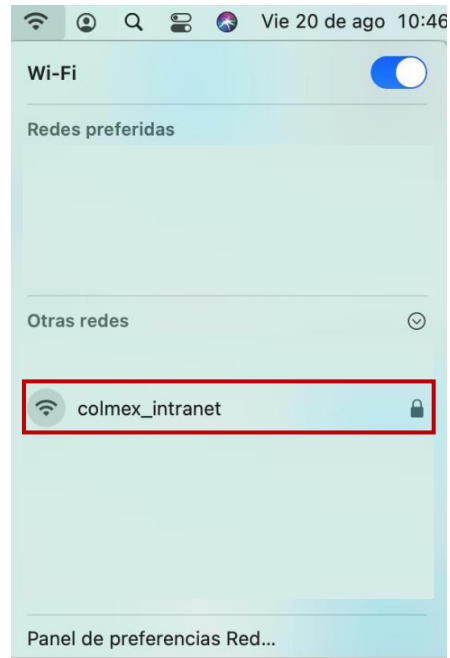 Vie 20 de ago 10:46
Wi-Fi
Redes preferidas
Otras redes
colmex_intranet
Panel de preferencias Red...